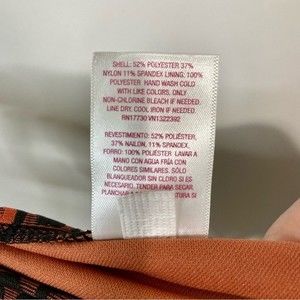 SHELL: 52% POLYESTER 37%
NYLON 11% SPANDEX LINING: 100%
POLYESTER HAND WASH COLD
WITH LIKE COLORS, ONLY
NON-CHLORINE BLEACH IF NEEDED.
LINE DRY, COOL IRON IF NEEDED.
RN17730 VN1322392
REVESTIMIENTO: 52% POLIÉSTER,
37% NAILON, 11% SPANDEX,
FORRO: 100% POLIÉSTER LAVAR A
MANO CON AGUA FRÍA CON
COLORES SIMILARES. SÓLO
BLANQUEADOR SIN CLORO SI ES
NECESARIO. TENDER PARA SECAR.
PLANCHAR